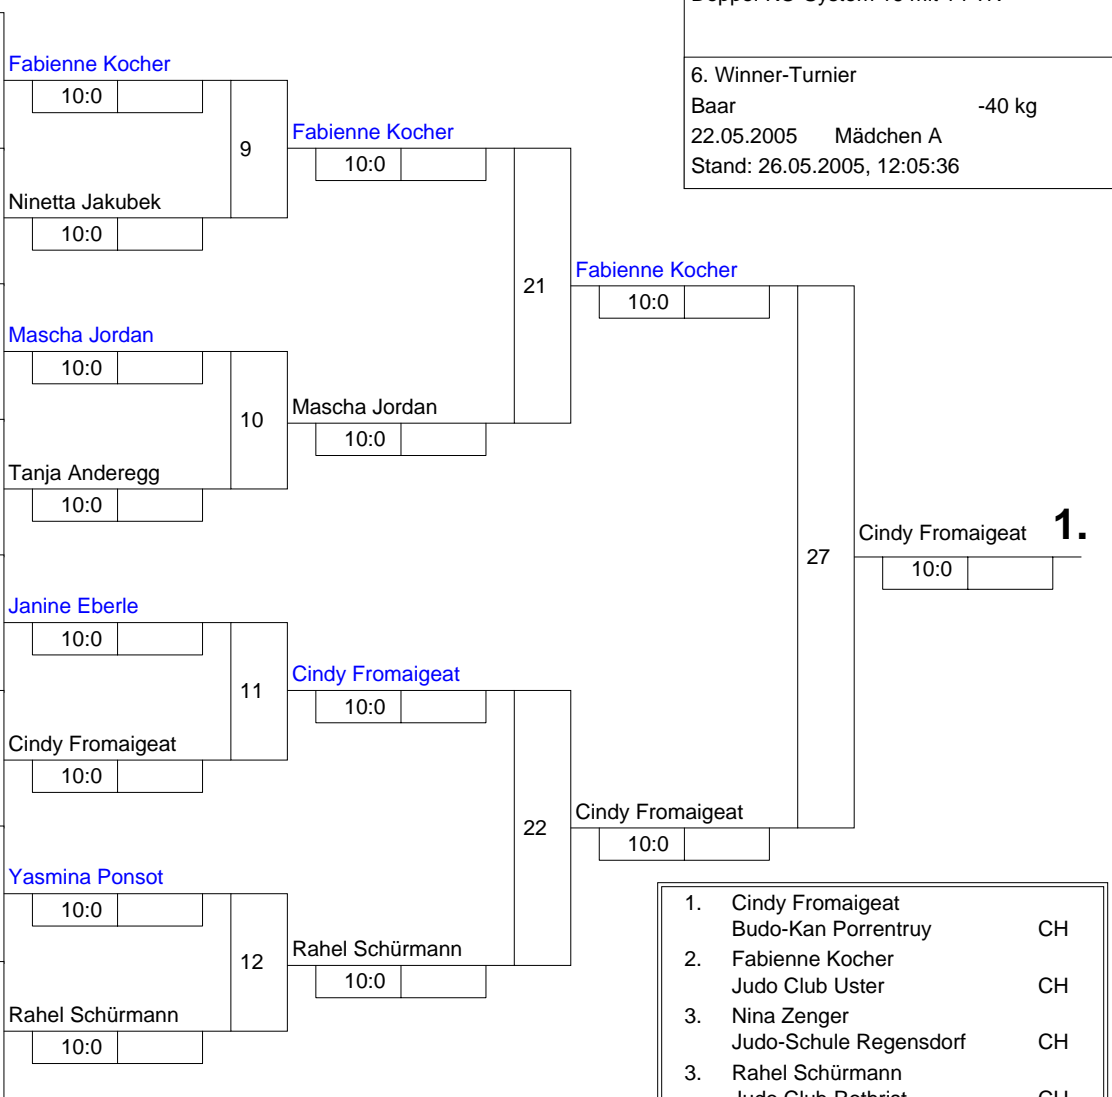 Fabienne Kocher
10:0
9
Ninetta Jakubek
10:0
Mascha Jordan
10:0
10
Tanja Anderegg
10:0
Janine Eberle
10:0
11
Cindy Fromaigeat
10:0
Yasmina Ponsot
10:0
12
Rahel Schürmann
10:0
Fabienne Kocher
10:0
21
Mascha Jordan
10:0
Cindy Fromaigeat
10:0
22
Rahel Schürmann
10:0
Fabienne Kocher
10:0
27
Cindy Fromaigeat
10:0
Cindy Fromaigeat 1.
10:0
6. Winner-Turnier
Baar -40 kg
22.05.2005 Mädchen A
Stand: 26.05.2005, 12:05:36
1. Cindy Fromaigeat
Budo-Kan Porrentruy CH
2. Fabienne Kocher
Judo Club Uster CH
3. Nina Zenger
Judo-Schule Regensdorf CH
3. Rahel Schürmann
Judo Club Rothrist CH